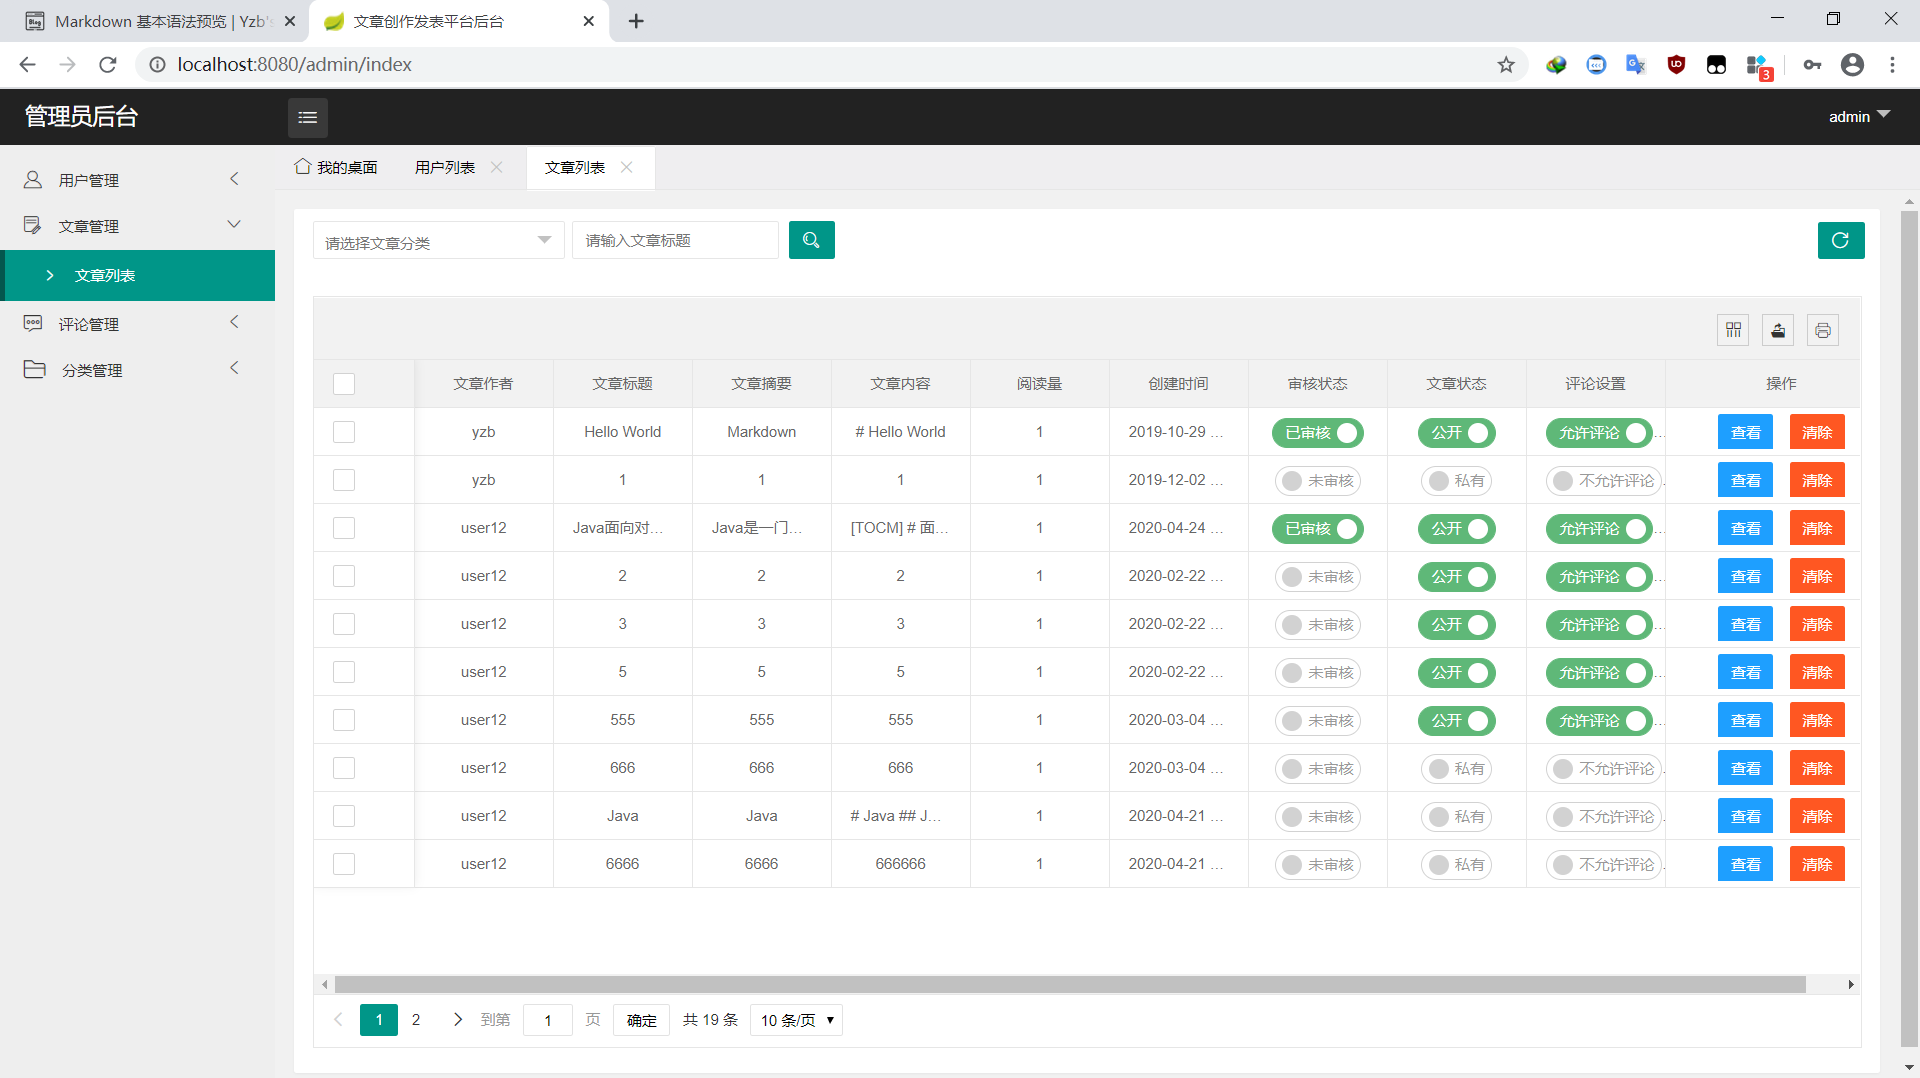 Markdown 基本语法预览 | Yzb's
文章创作发表平台后台
localhost:8080/admin/index
3
管理员后台
admin
用户管理
文章管理
文章列表
评论管理
分类管理
我的桌面 用户列表 文章列表
请选择文章分类 请输入文章标题
文章作者 文章标题 文章摘要 文章内容 阅读量 创建时间 审核状态 文章状态 评论设置 操作
yzb Hello World Markdown # Hello World 1 2019-10-29 ... 已审核 公开 允许评论 ... 查看 清除
yzb 1 1 1 1 2019-12-02 ... 未审核 私有 不允许评论 . 查看 清除
user12 Java面向对... Java是一门... [TOCM] # 面... 1 2020-04-24 ... 已审核 公开 允许评论 ... 查看 清除
user12 2 2 2 1 2020-02-22 ... 未审核 公开 允许评论 ... 查看 清除
user12 3 3 3 1 2020-02-22 ... 未审核 公开 允许评论 ... 查看 清除
user12 5 5 5 1 2020-02-22 ... 未审核 公开 允许评论 ... 查看 清除
user12 555 555 555 1 2020-03-04 ... 未审核 公开 允许评论 ... 查看 清除
user12 666 666 666 1 2020-03-04 ... 未审核 私有 不允许评论 . 查看 清除
user12 Java Java # Java ## J... 1 2020-04-21 ... 未审核 私有 不允许评论 . 查看 清除
user12 6666 6666 666666 1 2020-04-21 ... 未审核 私有 不允许评论 . 查看 清除
1 2 到第 1 页 确定 共 19 条 10 条/页